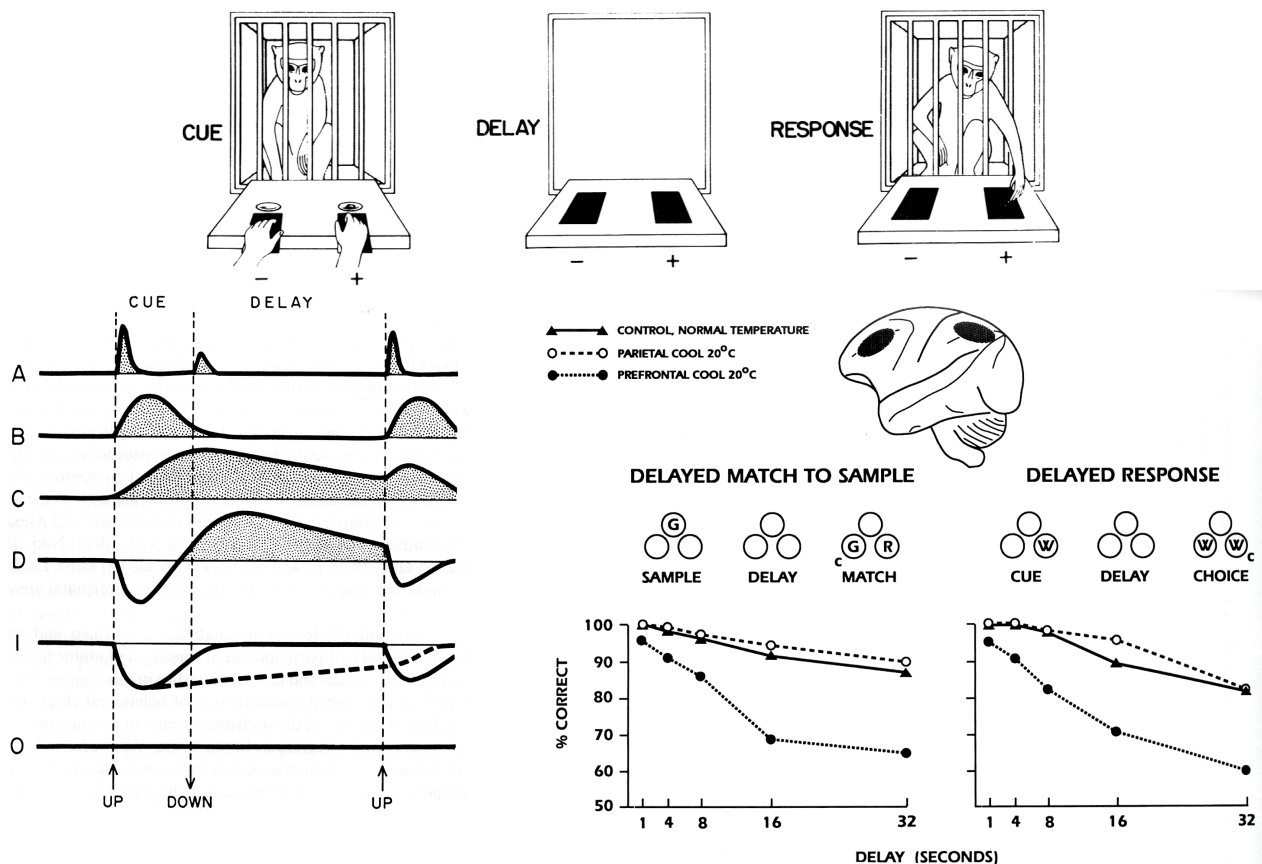 CUE
DELAY
RESPONSE
− +
− +
− +
CUE DELAY
A
B
C
D
I
O
UP DOWN UP
CONTROL, NORMAL TEMPERATURE
PARIETAL COOL 20°C
PREFRONTAL COOL 20°C
DELAYED MATCH TO SAMPLE
G
G R
C
SAMPLE DELAY MATCH
DELAYED RESPONSE
W
W W
C
CUE DELAY CHOICE
% CORRECT
100
90
80
70
60
50
1 4 8 16 32
1 4 8 16 32
DELAY (SECONDS)